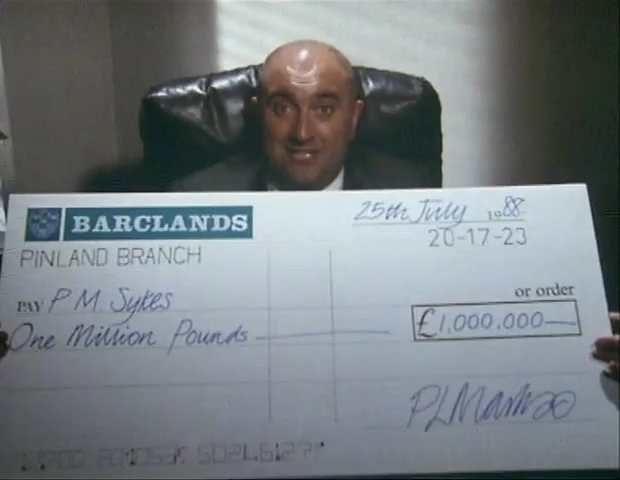 25th July 1988
BARCLANDS
20-17-23
PINLAND BRANCH
or order
PAY P M Sykes
£1,000,000
One Million Pounds